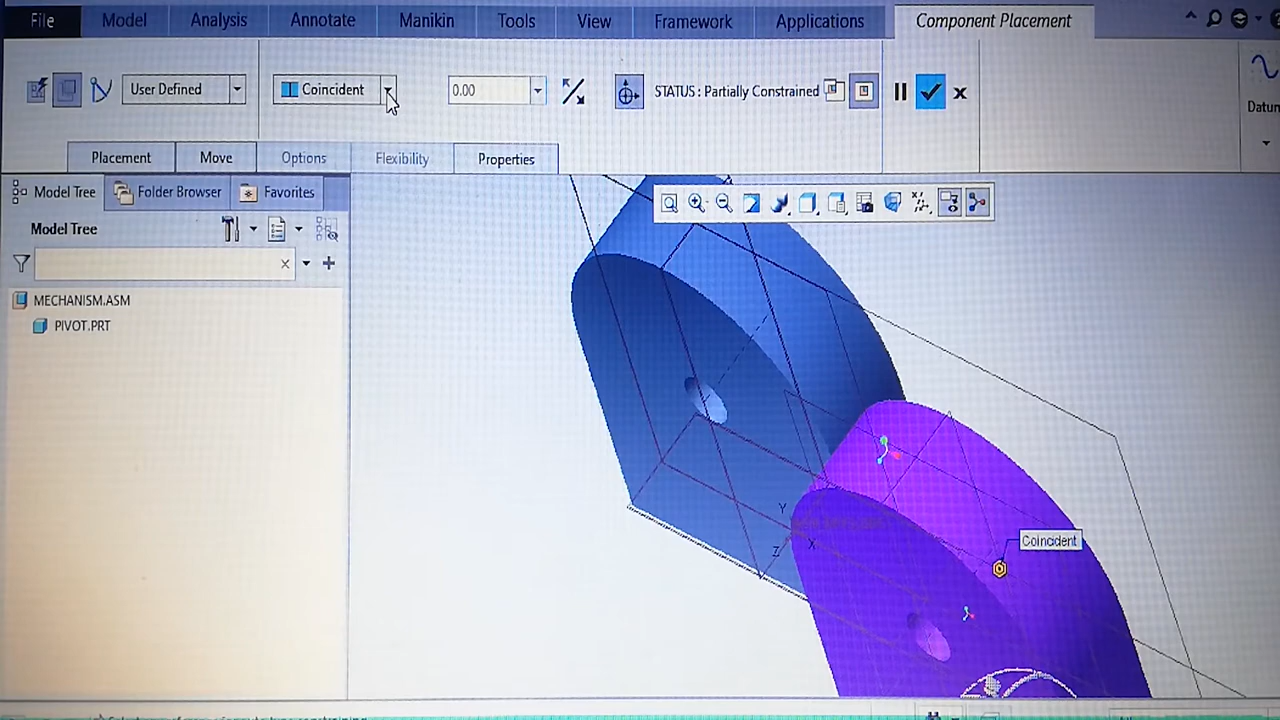 File Model Analysis Annotate Manikin Tools View Framework Applications Component Placement
User Defined Coincident 0.00 STATUS : Partially Constrained
Datun
Placement Move Options Flexibility Properties
Model Tree Folder Browser Favorites
Model Tree
MECHANISM.ASM
PIVOT.PRT
Y
Z X
Coincident